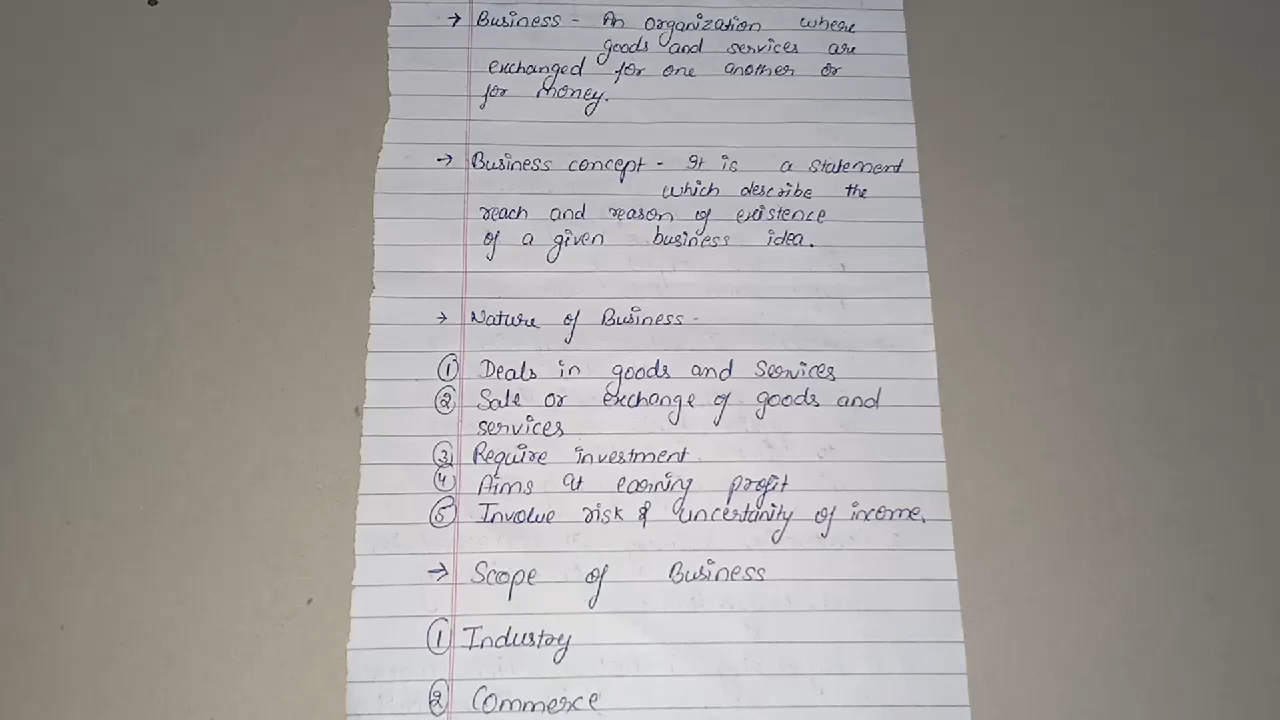 → Business - An organization where
goods and services are
exchanged for one another or
for money.
→ Business concept - It is a statement
which describe the
reach and reason of existence
of a given business idea.
→ Nature of Business -
① Deals in goods and Services
② Sale or exchange of goods and
services
③ Require investment
④ Aims at earning profit
⑤ Involve risk & uncertainity of income.
→ Scope of Business
① Industry
② Commerce